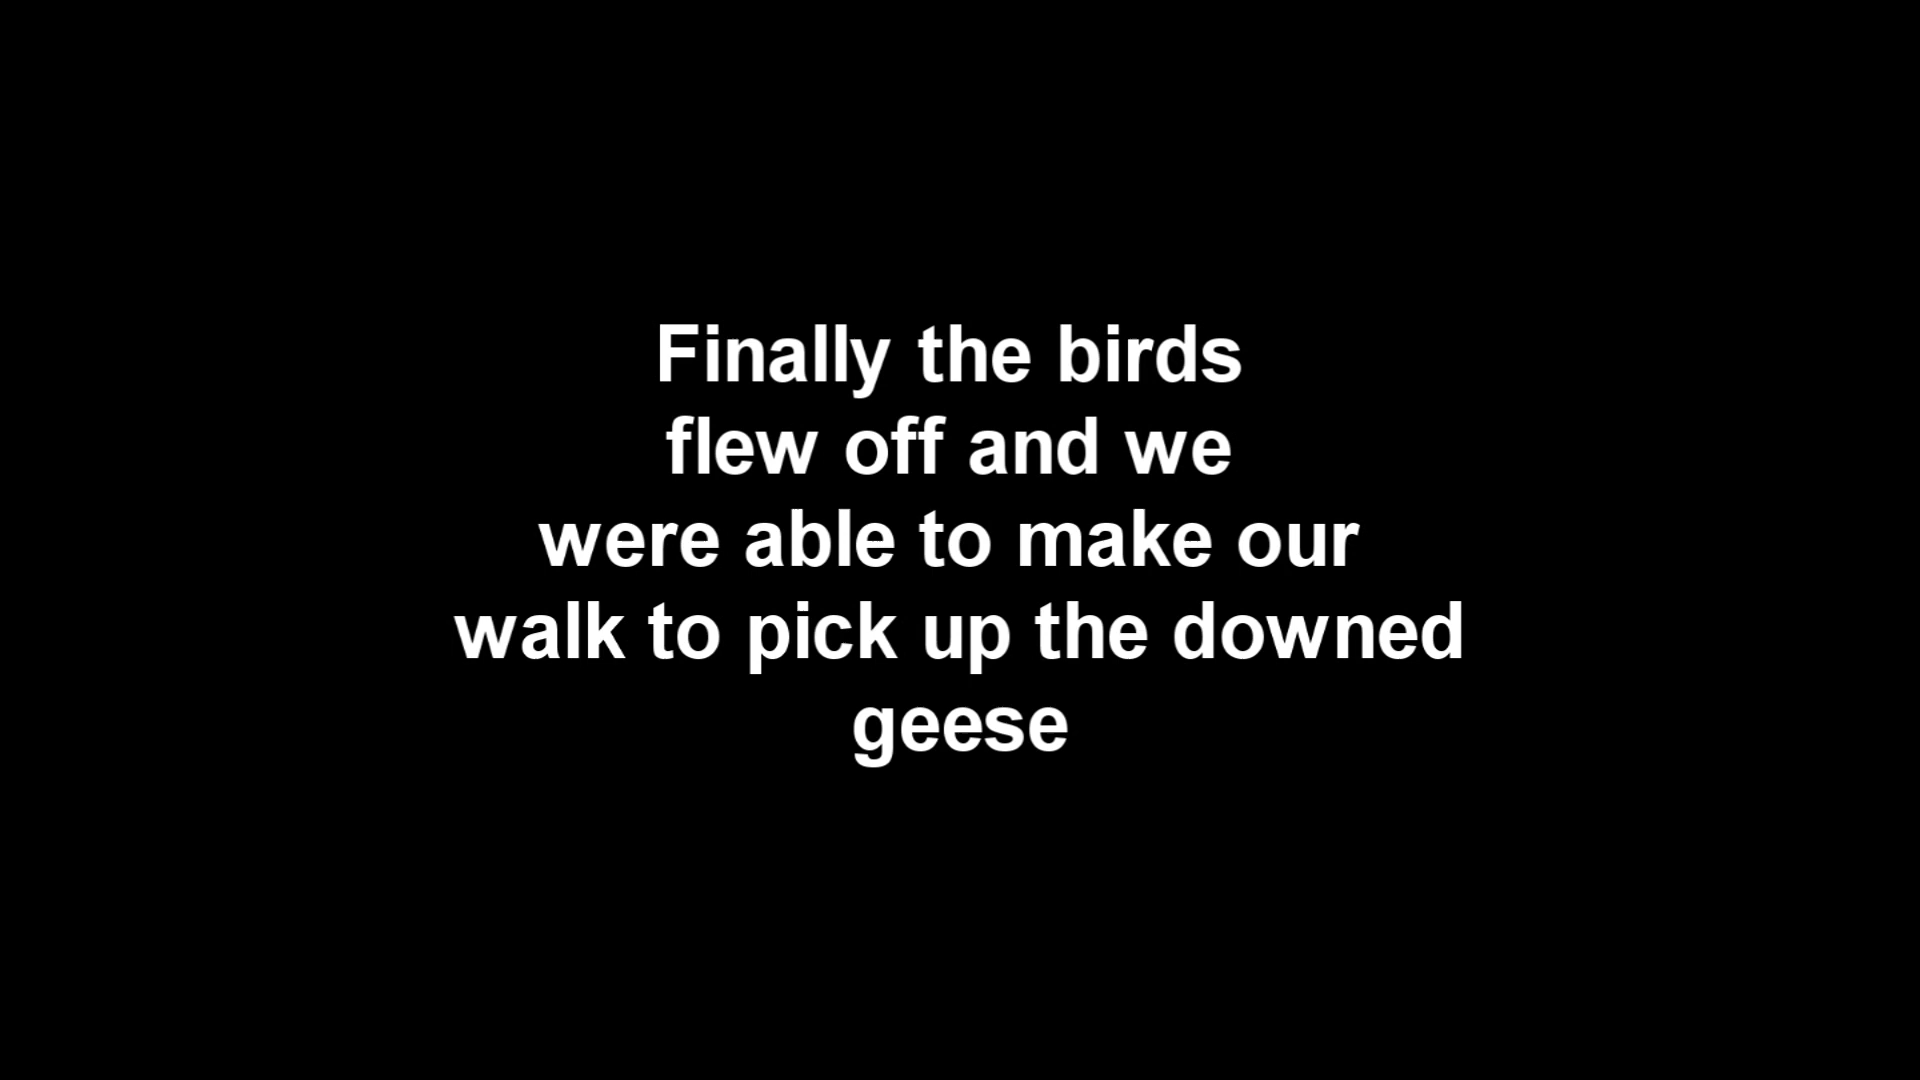 Finally the birds
flew off and we
were able to make our
walk to pick up the downed
geese